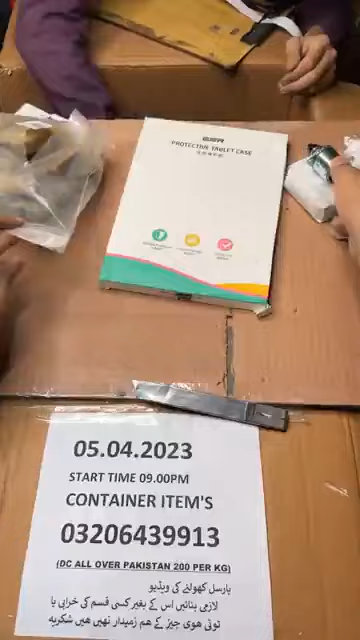 PROTECTIVE TABLET CASE
05.04.2023
START TIME 09.00PM
CONTAINER ITEM'S
03206439913
(DC ALL OVER PAKISTAN 200 PER KG)
پارسل کھولنے کی ویڈیو
لازمی بنائیں اس کے بغیر کسی قسم کی خرابی یا
ٹوٹی ہوئی چیز کے ہم زمیدار نھیں ھیں شکریہ